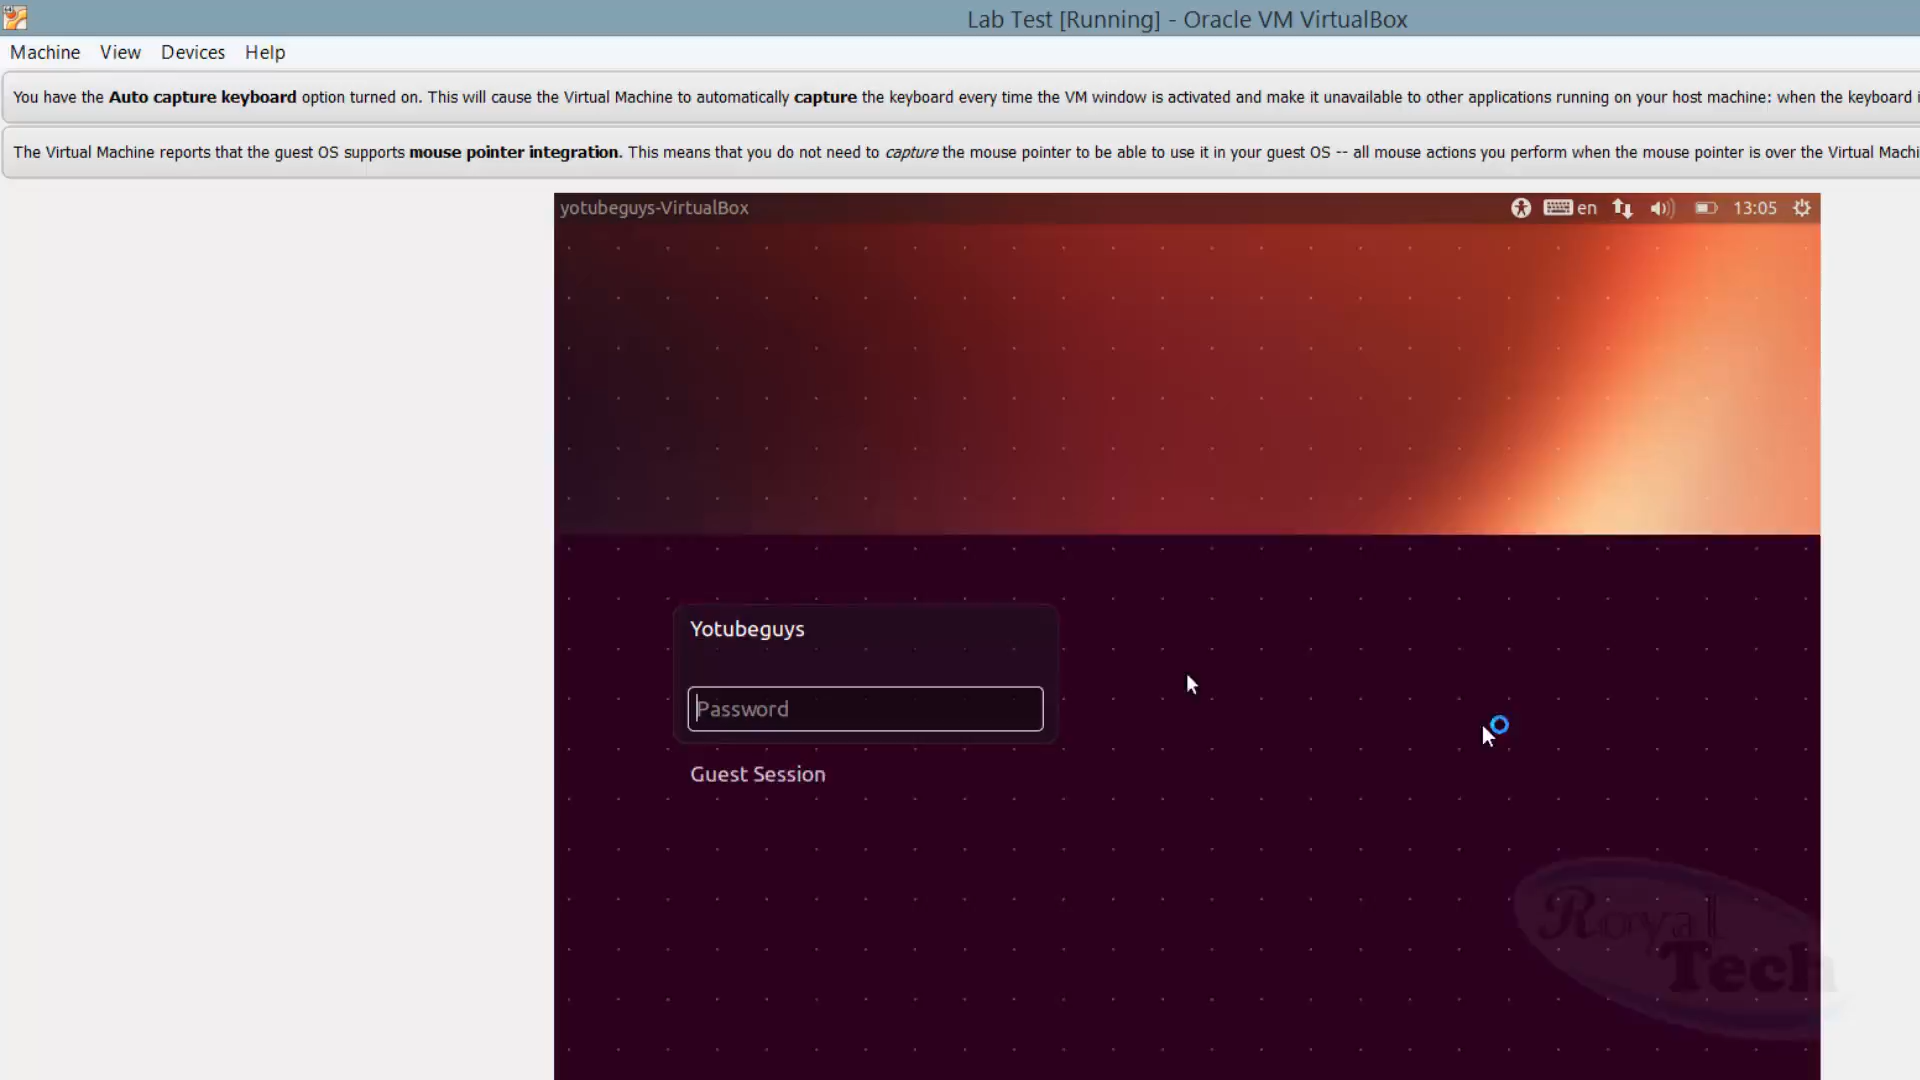 Lab Test [Running] - Oracle VM VirtualBox
Machine View Devices Help
You have the Auto capture keyboard option turned on. This will cause the Virtual Machine to automatically capture the keyboard every time the VM window is activated and make it unavailable to other applications running on your host machine: when the keyboard
The Virtual Machine reports that the guest OS supports mouse pointer integration. This means that you do not need to capture the mouse pointer to be able to use it in your guest OS -- all mouse actions you perform when the mouse pointer is over the Virtual
yotubeguys-VirtualBox en 13:05
Yotubeguys
Password
Guest Session
Royal
Tech